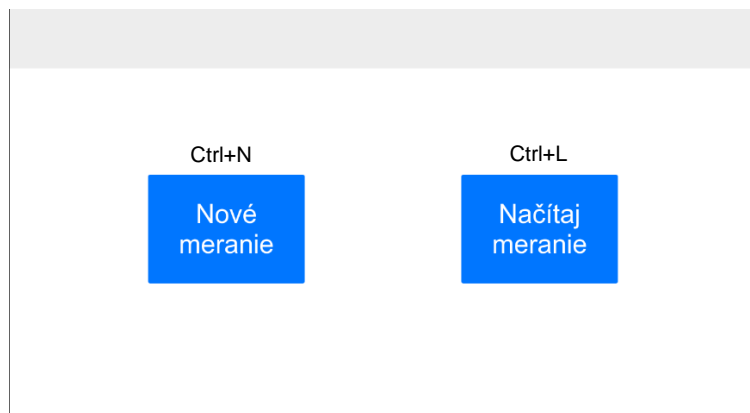 Ctrl+N
Nové
meranie
Ctrl+L
Načítaj
meranie